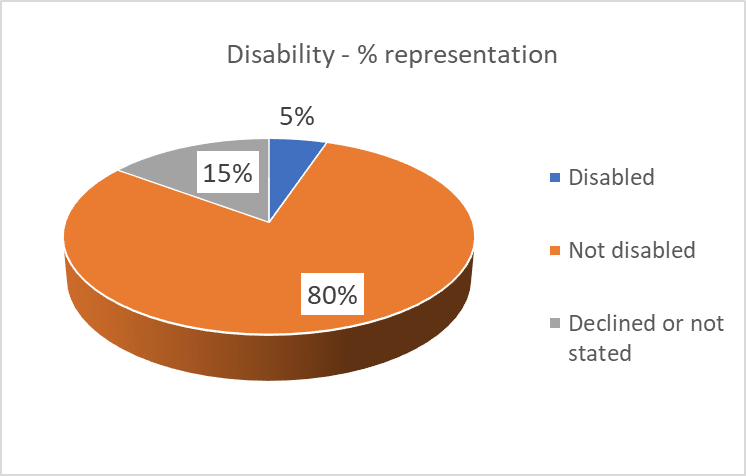 Disability - % representation
5%
15%
80%
Disabled
Not disabled
Declined or not
stated